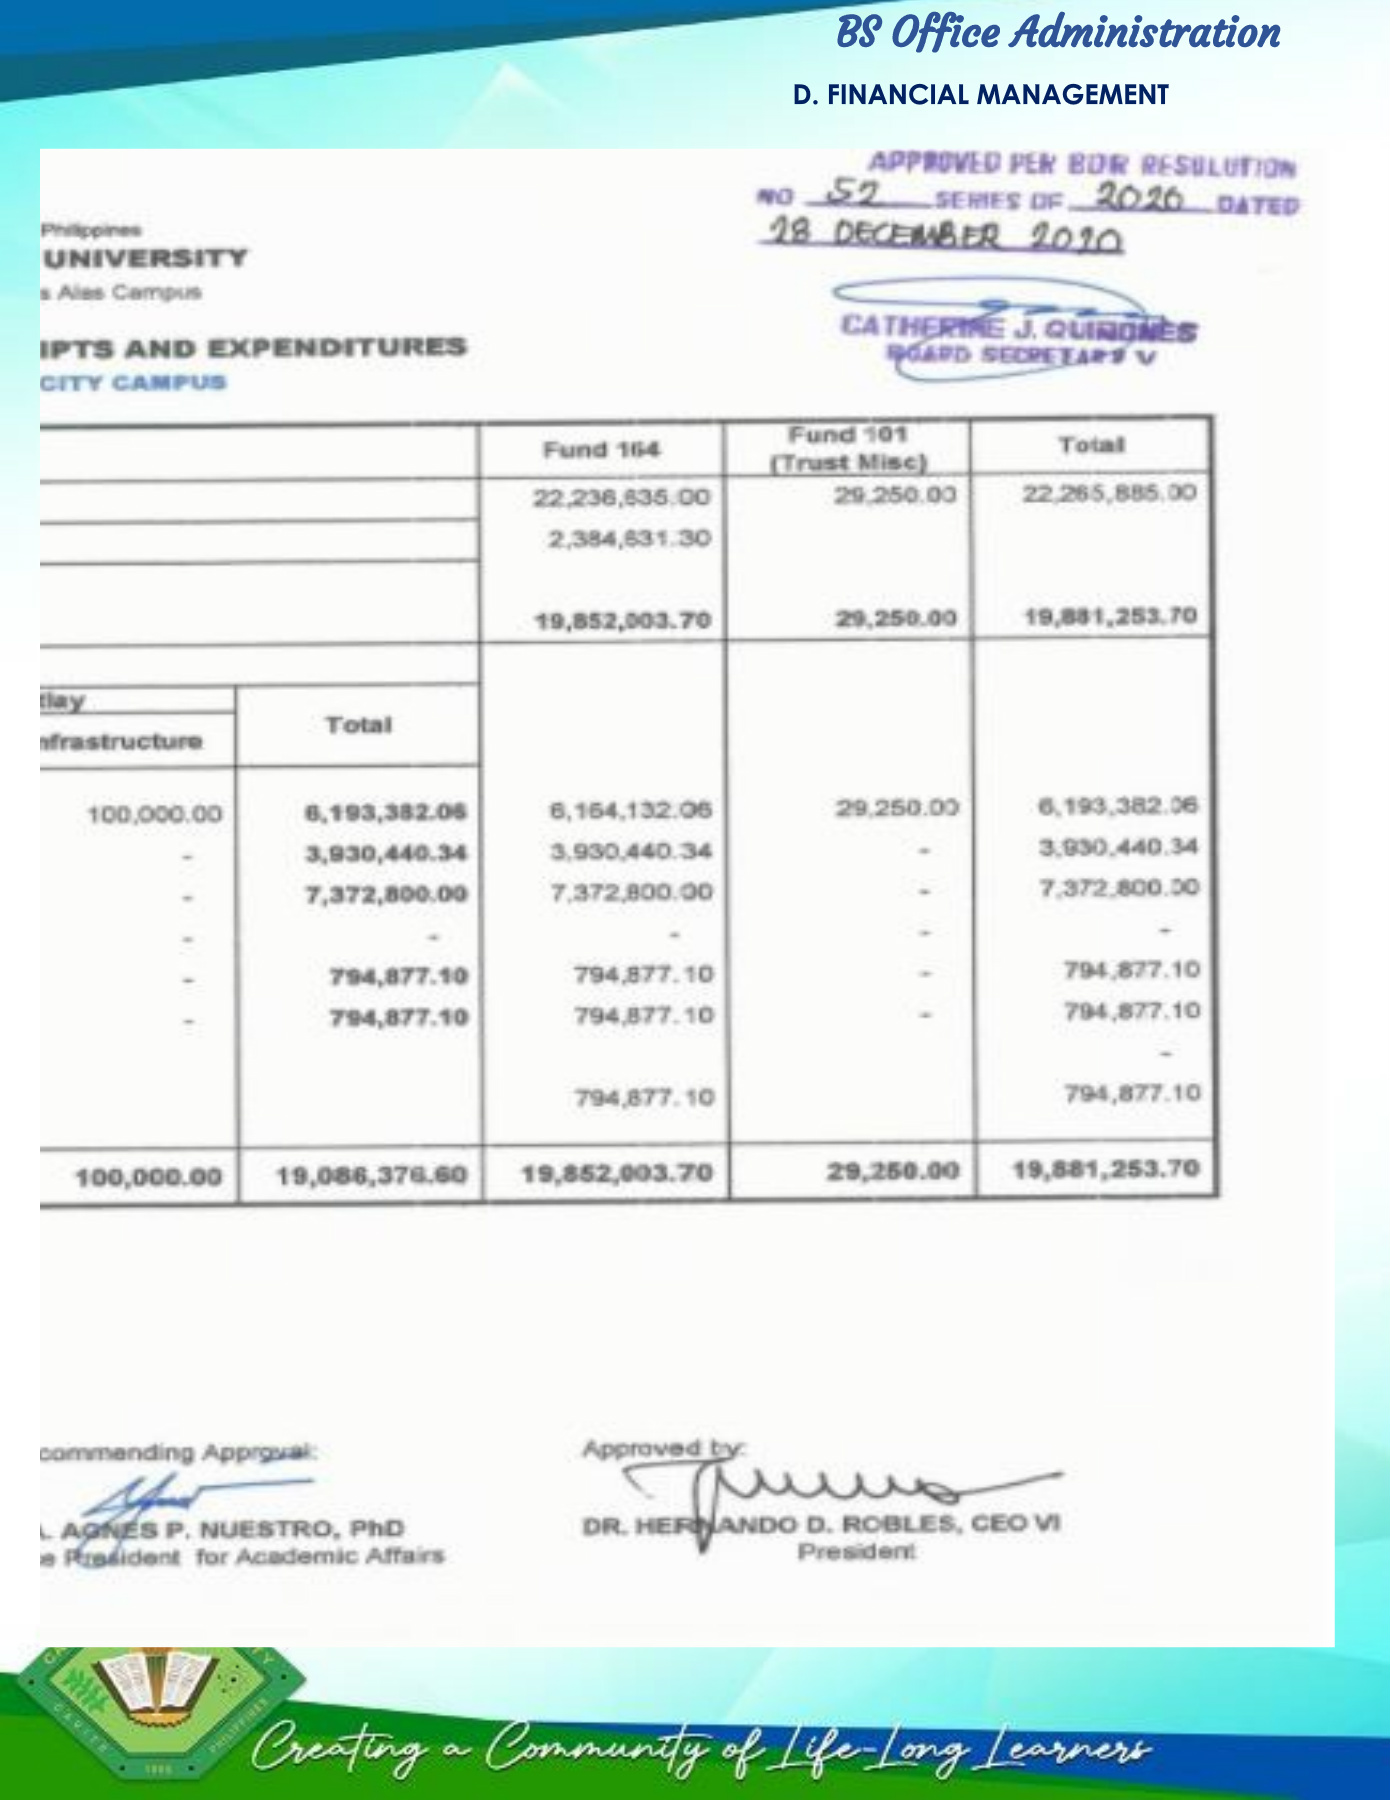 BS Office Administration
D. FINANCIAL MANAGEMENT
APPROVED PER BOR RESOLUTION
NO 52 SERIES OF 2020 DATED
28 DECEMBER 2020
Philippines
UNIVERSITY
s Alas Campus
CATHERINE J. QUIRONES
BOARD SECRETARY V
IPTS AND EXPENDITURES
CITY CAMPUS
Fund 164 Fund 101 (Trust Misc) Total
22,236,635.00 29,250.00 22,265,885.00
2,384,631.30
19,852,003.70 29,250.00 19,881,253.70
tlay
nfrastructure Total
100,000.00 6,193,382.06 6,164,132.06 29,250.00 6,193,382.06
- 3,930,440.34 3,930,440.34 - 3,930,440.34
- 7,372,800.00 7,372,800.00 - 7,372,800.00
- - - - -
- 794,877.10 794,877.10 - 794,877.10
- 794,877.10 794,877.10 - 794,877.10
-
794,877.10 794,877.10
100,000.00 19,086,376.60 19,852,003.70 29,250.00 19,881,253.70
commending Approval: Approved by:
. AGNES P. NUESTRO, PhD DR. HERNANDO D. ROBLES, CEO VI
e President for Academic Affairs President
CAVITE PHILIPPINES
1906
Creating a Community of Life-Long Learners